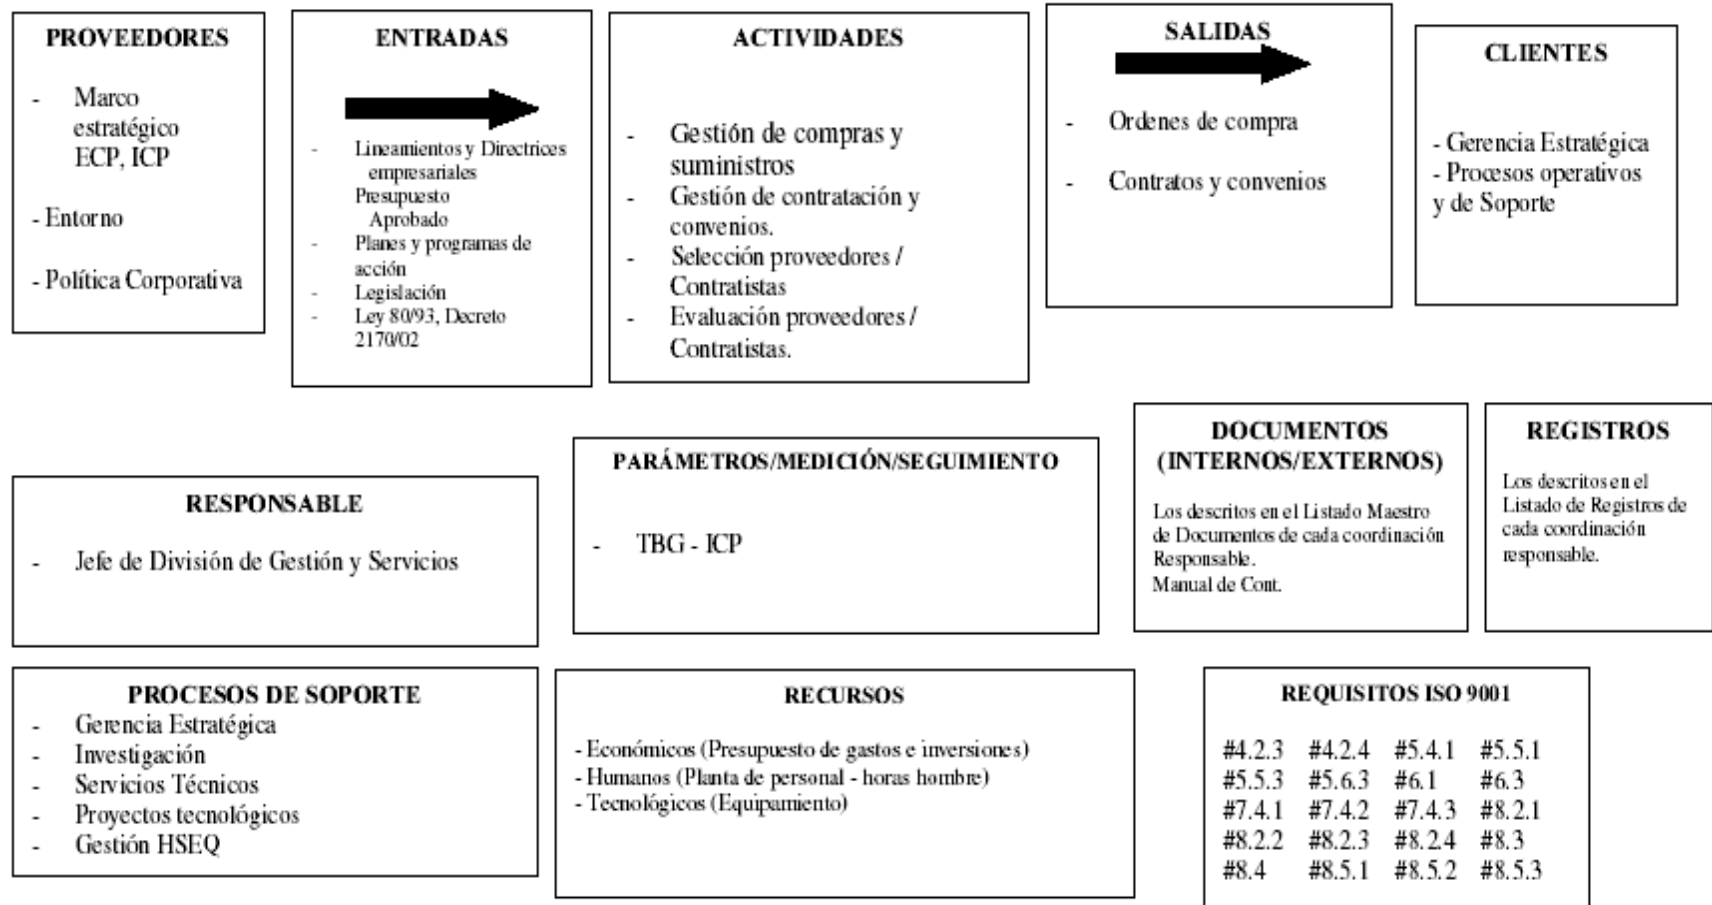 PROVEEDORES
- Marco
estratégico
ECP, ICP
- Entorno
- Política Corporativa
ENTRADAS
- Lineamientos y Directrices
empresariales
Presupuesto
Aprobado
- Planes y programas de
acción
- Legislación
- Ley 80/93, Decreto
2170/02
ACTIVIDADES
- Gestión de compras y
suministros
- Gestión de contratación y
convenios.
- Selección proveedores /
Contratistas
- Evaluación proveedores /
Contratistas.
SALIDAS
- Ordenes de compra
- Contratos y convenios
CLIENTES
- Gerencia Estratégica
- Procesos operativos
y de Soporte
RESPONSABLE
- Jefe de División de Gestión y Servicios
PARÁMETROS/MEDICIÓN/SEGUIMIENTO
- TBG - ICP
DOCUMENTOS
(INTERNOS/EXTERNOS)
Los descritos en el Listado Maestro
de Documentos de cada coordinación
Responsable.
Manual de Cont.
REGISTROS
Los descritos en el
Listado de Registros de
cada coordinación
responsable.
PROCESOS DE SOPORTE
- Gerencia Estratégica
- Investigación
- Servicios Técnicos
- Proyectos tecnológicos
- Gestión HSEQ
RECURSOS
- Económicos (Presupuesto de gastos e inversiones)
- Humanos (Planta de personal - horas hombre)
- Tecnológicos (Equipamiento)
REQUISITOS ISO 9001
#4.2.3 #4.2.4 #5.4.1 #5.5.1
#5.5.3 #5.6.3 #6.1 #6.3
#7.4.1 #7.4.2 #7.4.3 #8.2.1
#8.2.2 #8.2.3 #8.2.4 #8.3
#8.4 #8.5.1 #8.5.2 #8.5.3